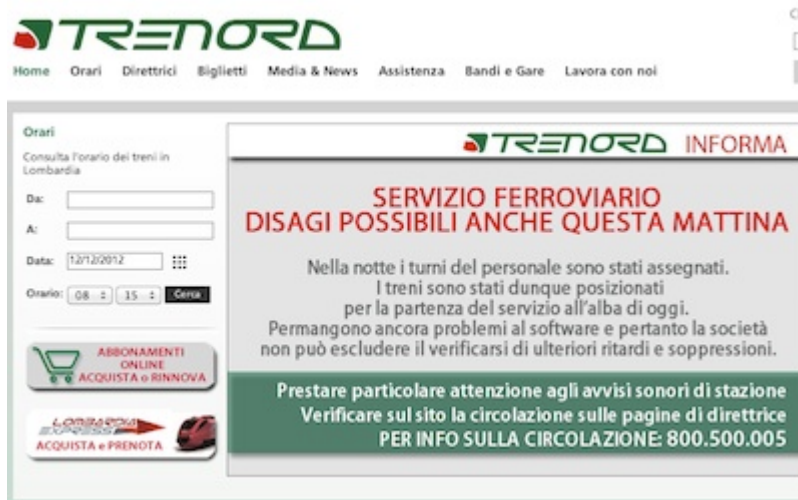 TRENORD
Home Orari Direttrici Biglietti Media & News Assistenza Bandi e Gare Lavora con noi
Orari
Consulta l'orario dei treni in
Lombardia
Da:
A:
Data: 12/12/2012
Orario: 08 15 Cerca
ABBONAMENTI
ONLINE
ACQUISTA o RINNOVA
LOMBARDIA
EXPRESS
ACQUISTA e PRENOTA
TRENORD INFORMA
SERVIZIO FERROVIARIO
DISAGI POSSIBILI ANCHE QUESTA MATTINA
Nella notte i turni del personale sono stati assegnati.
I treni sono stati dunque posizionati
per la partenza del servizio all'alba di oggi.
Permangono ancora problemi al software e pertanto la società
non può escludere il verificarsi di ulteriori ritardi e soppressioni.
Prestare particolare attenzione agli avvisi sonori di stazione
Verificare sul sito la circolazione sulle pagine di direttrice
PER INFO SULLA CIRCOLAZIONE: 800.500.005